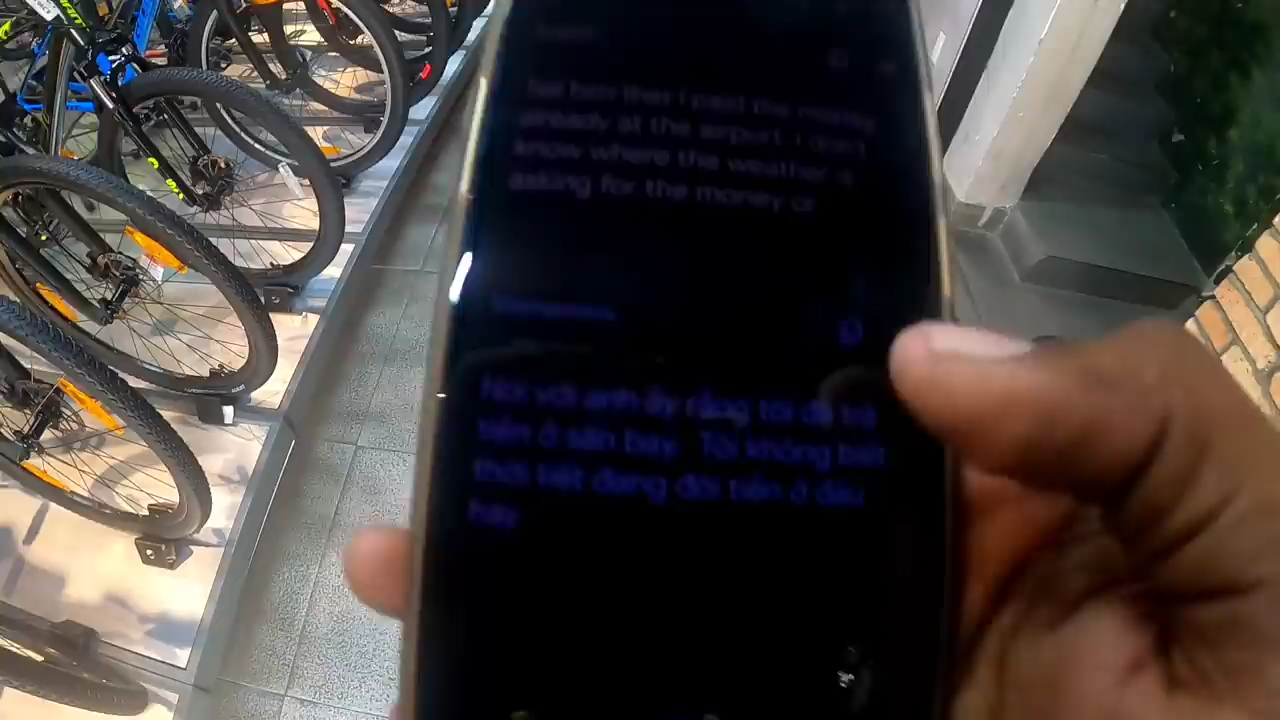 Tell him that I paid the money
already at the airport. I don't
know where the weather is
asking for the money or
Nói với anh ấy rằng tôi đã trả
tiền ở sân bay. Tôi không biết
thời tiết đang đòi tiền ở đâu
hay